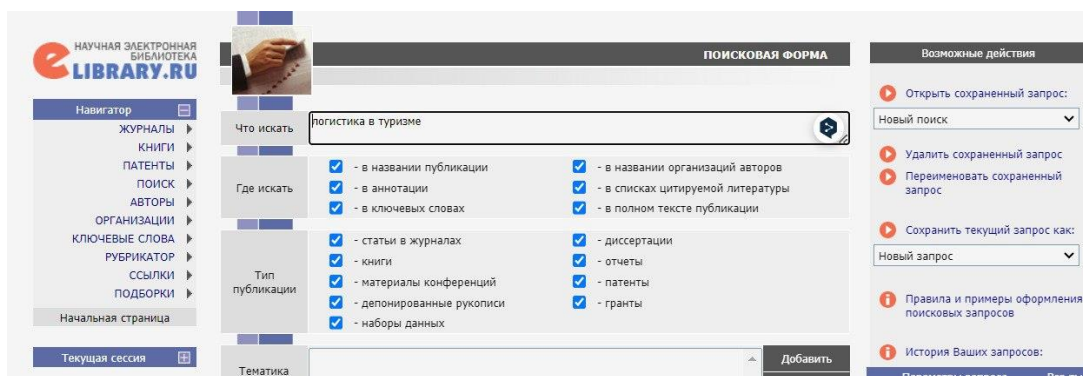 НАУЧНАЯ ЭЛЕКТРОННАЯ
БИБЛИОТЕКА
eLIBRARY.RU
Навигатор
ЖУРНАЛЫ
КНИГИ
ПАТЕНТЫ
ПОИСК
АВТОРЫ
ОРГАНИЗАЦИИ
КЛЮЧЕВЫЕ СЛОВА
РУБРИКАТОР
ССЫЛКИ
ПОДБОРКИ
Начальная страница
Текущая сессия
ПОИСКОВАЯ ФОРМА
Что искать
логистика в туризме
Где искать
- в названии публикации
- в аннотации
- в ключевых словах
- в названии организаций авторов
- в списках цитируемой литературы
- в полном тексте публикации
Тип
публикации
- статьи в журналах
- книги
- материалы конференций
- депонированные рукописи
- наборы данных
- диссертации
- отчеты
- патенты
- гранты
Тематика
Добавить
Возможные действия
Открыть сохраненный запрос:
Новый поиск
Удалить сохраненный запрос
Переименовать сохраненный
запрос
Сохранить текущий запрос как:
Новый запрос
Правила и примеры оформления
поисковых запросов
История Ваших запросов: